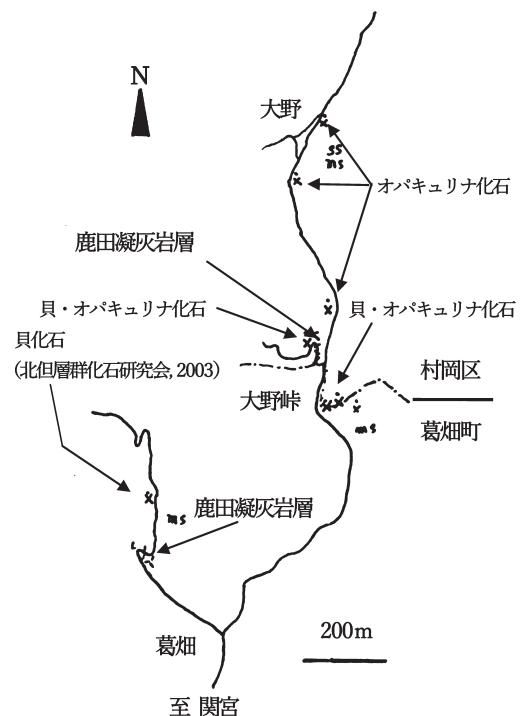 N
大野
ss
ms
オパキュリナ化石
鹿田凝灰岩層
貝・オパキュリナ化石
貝・オパキュリナ化石
貝化石
(北但層群化石研究会, 2003)
村岡区
大野峠
葛畑町
ms
鹿田凝灰岩層
ms
200m
葛畑
至 関宮